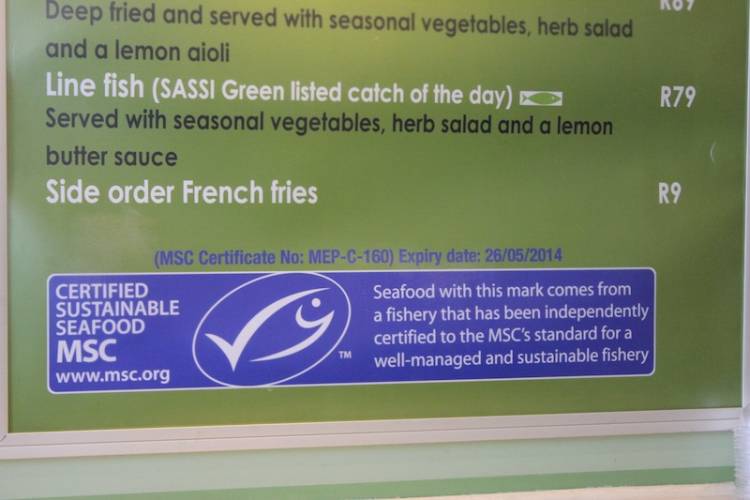 Deep fried and served with seasonal vegetables, herb salad
and a lemon aioli
Line fish (SASSI Green listed catch of the day) R79
Served with seasonal vegetables, herb salad and a lemon
butter sauce
Side order French fries R9
(MSC Certificate No: MEP-C-160) Expiry date: 26/05/2014
CERTIFIED
SUSTAINABLE
SEAFOOD
MSC
www.msc.org
TM
Seafood with this mark comes from
a fishery that has been independently
certified to the MSC's standard for a
well-managed and sustainable fishery